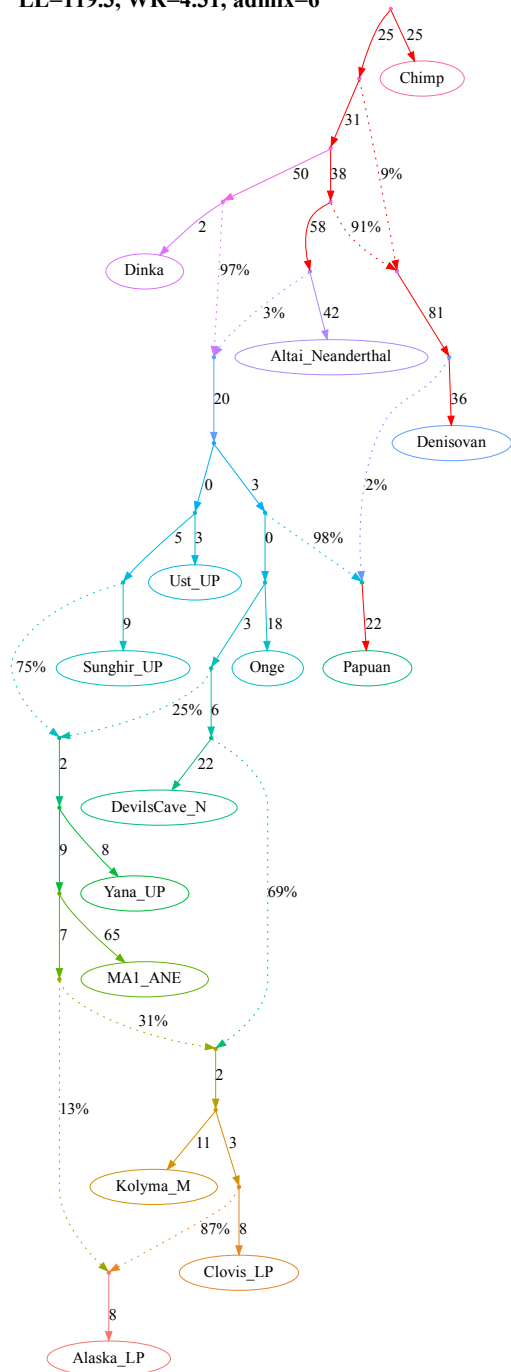 LL=119.3, WR=4.31, admx=6
25 25
Chimp
31
50 38 9%
58 91%
2
Dinka
97%
3% 42 81
Altai_Neanderthal
20 36
Denisovan
0 3 2%
5 3 0 98%
Ust_UP
9 3 18 22
Sunghir_UP Onge Papuan
75%
25% 6
2 22
DevilsCave_N
9 8
Yana_UP 69%
7 65
MA1_ANE
31%
2
13%
11 3
Kolyma_M
87% 8
Clovis_LP
8
Alaska_LP